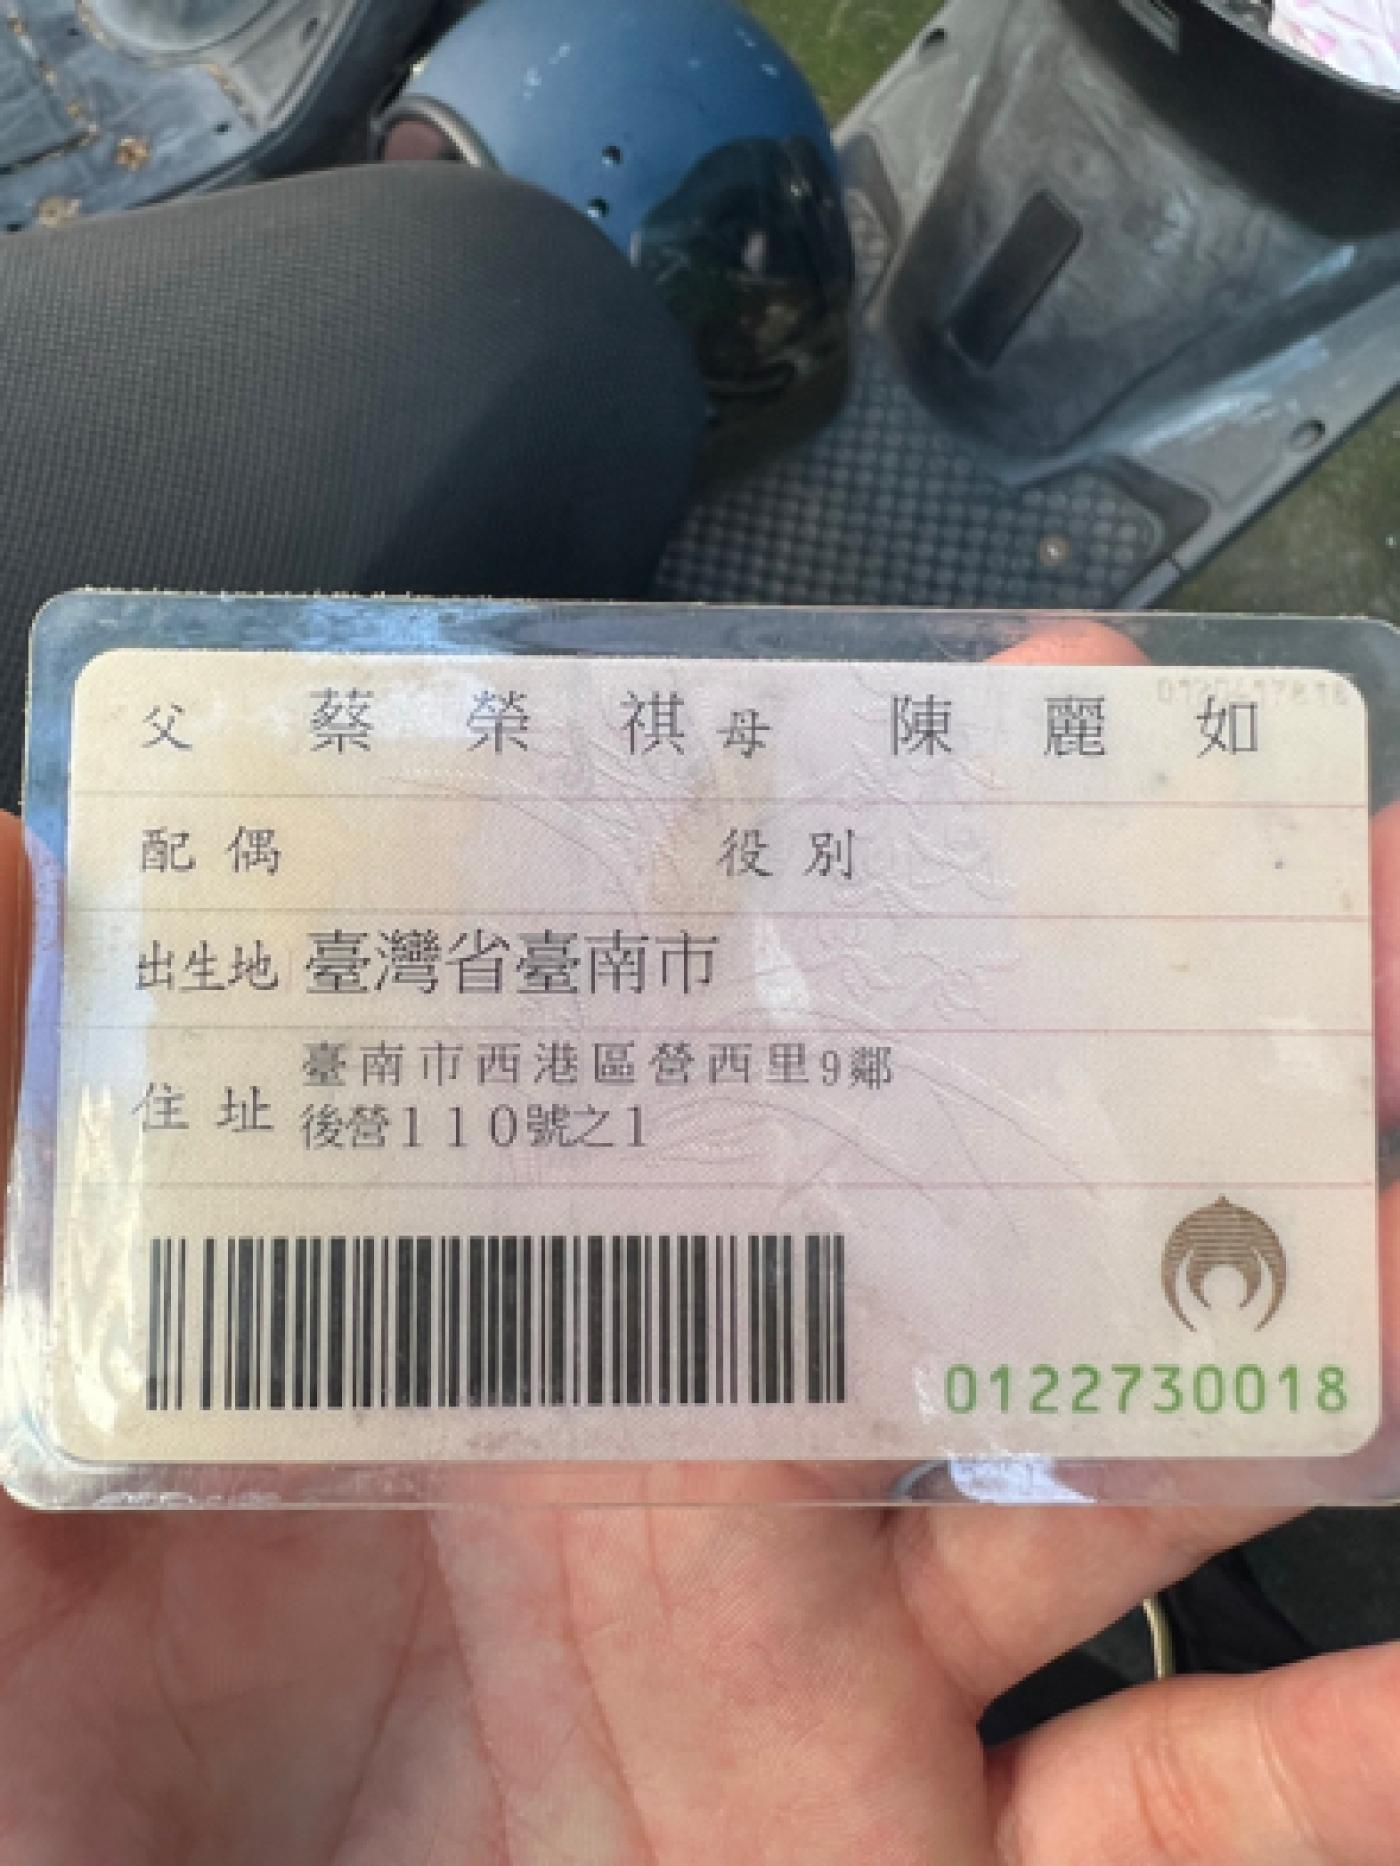 父 蔡榮祺 母 陳麗如
配偶 役別
出生地 臺灣省臺南市
住址 臺南市西港區營西里9鄰
後營110號之1
0122730018